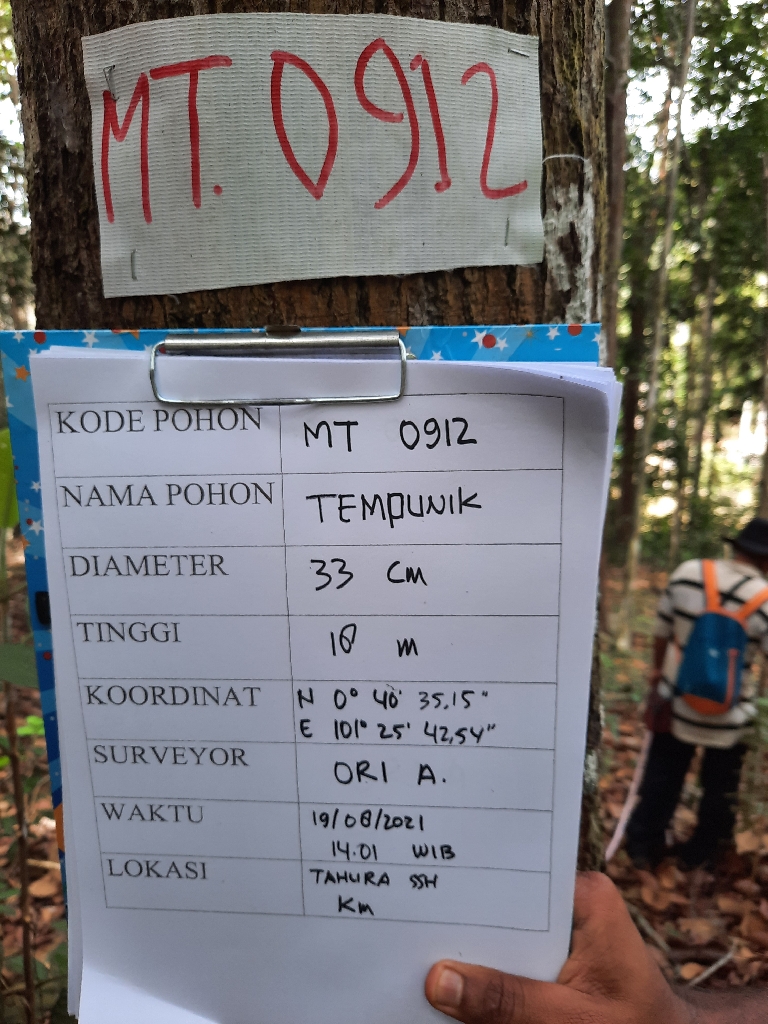 MT. 0912
KODE POHON MT 0912
NAMA POHON TEMPUNIK
DIAMETER 33 cm
TINGGI 18 m
KOORDINAT N 0° 40' 35,15"
E 101° 25' 42,54"
SURVEYOR ORI A.
WAKTU 19/08/2021
14.01 WIB
LOKASI TAHURA SSH
Km